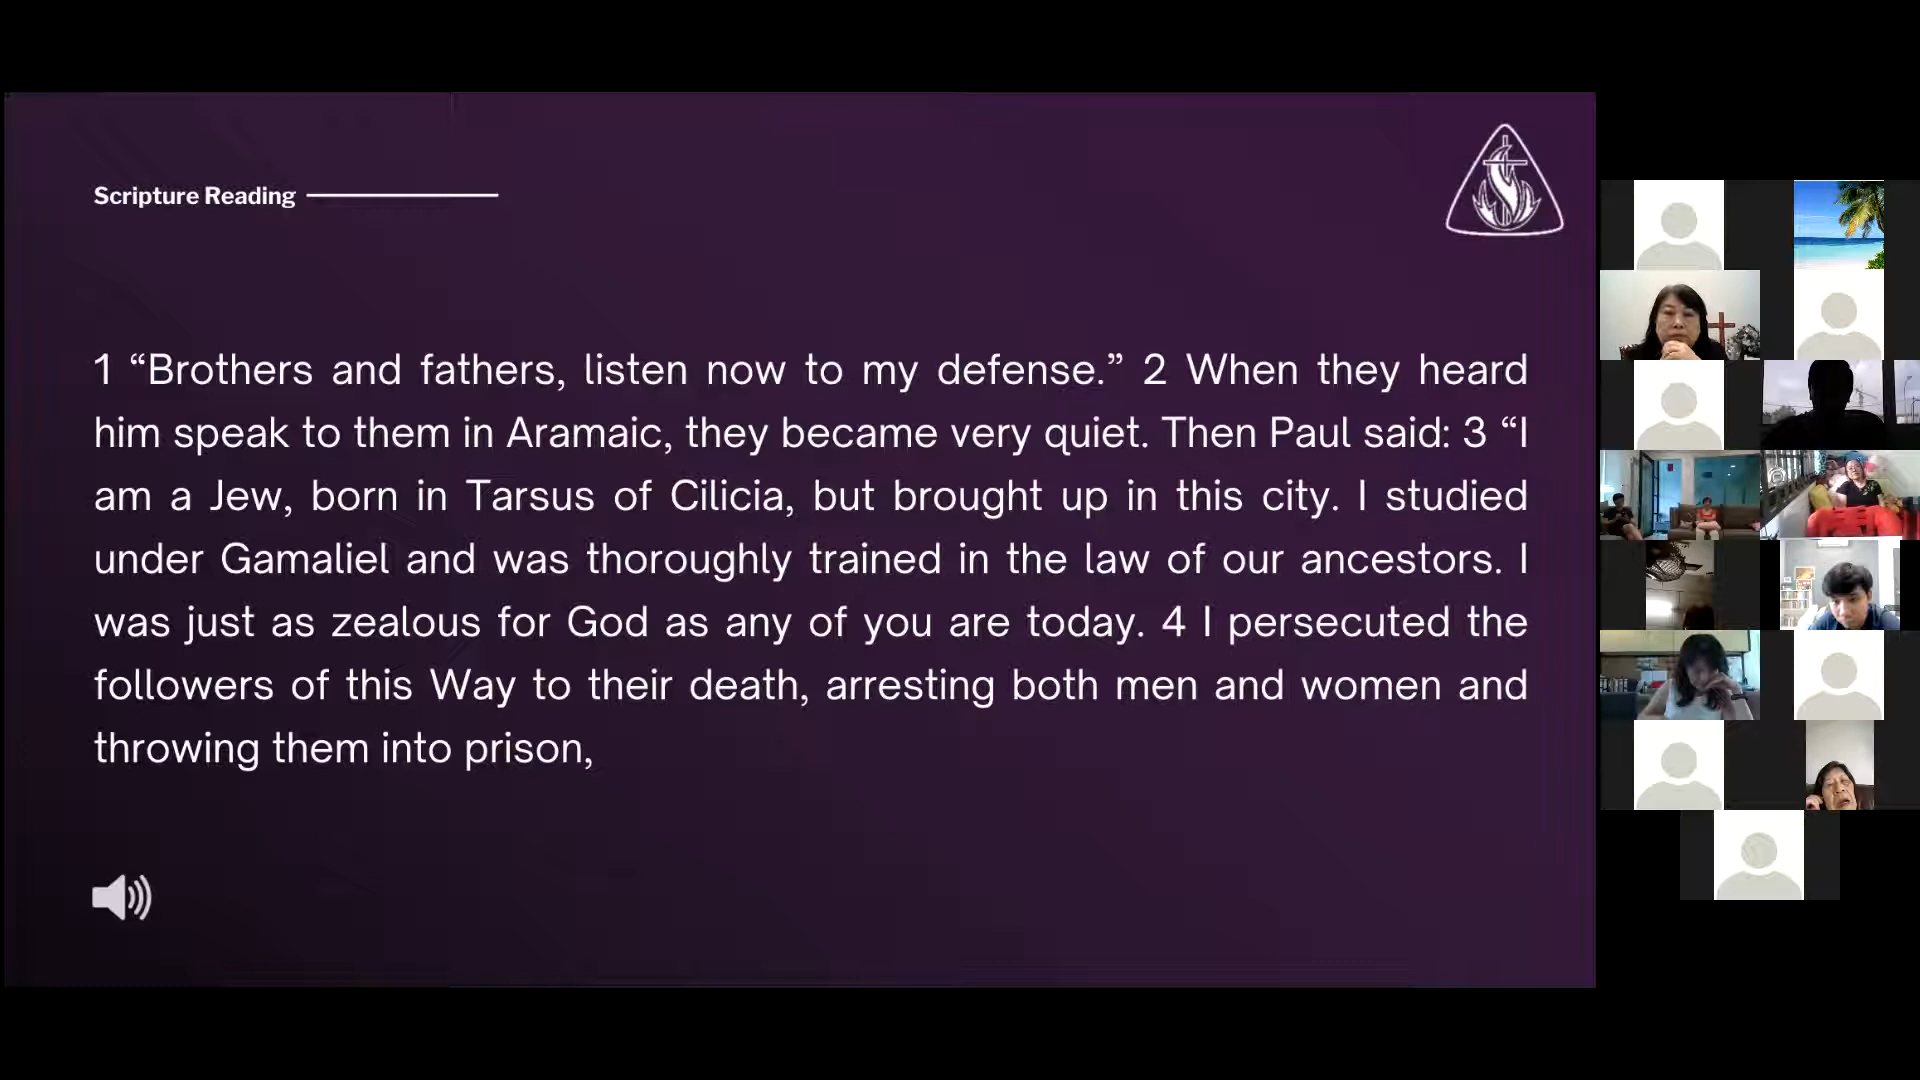 Scripture Reading
1 “Brothers and fathers, listen now to my defense.” 2 When they heard
him speak to them in Aramaic, they became very quiet. Then Paul said: 3 “I
am a Jew, born in Tarsus of Cilicia, but brought up in this city. I studied
under Gamaliel and was thoroughly trained in the law of our ancestors. I
was just as zealous for God as any of you are today. 4 I persecuted the
followers of this Way to their death, arresting both men and women and
throwing them into prison,